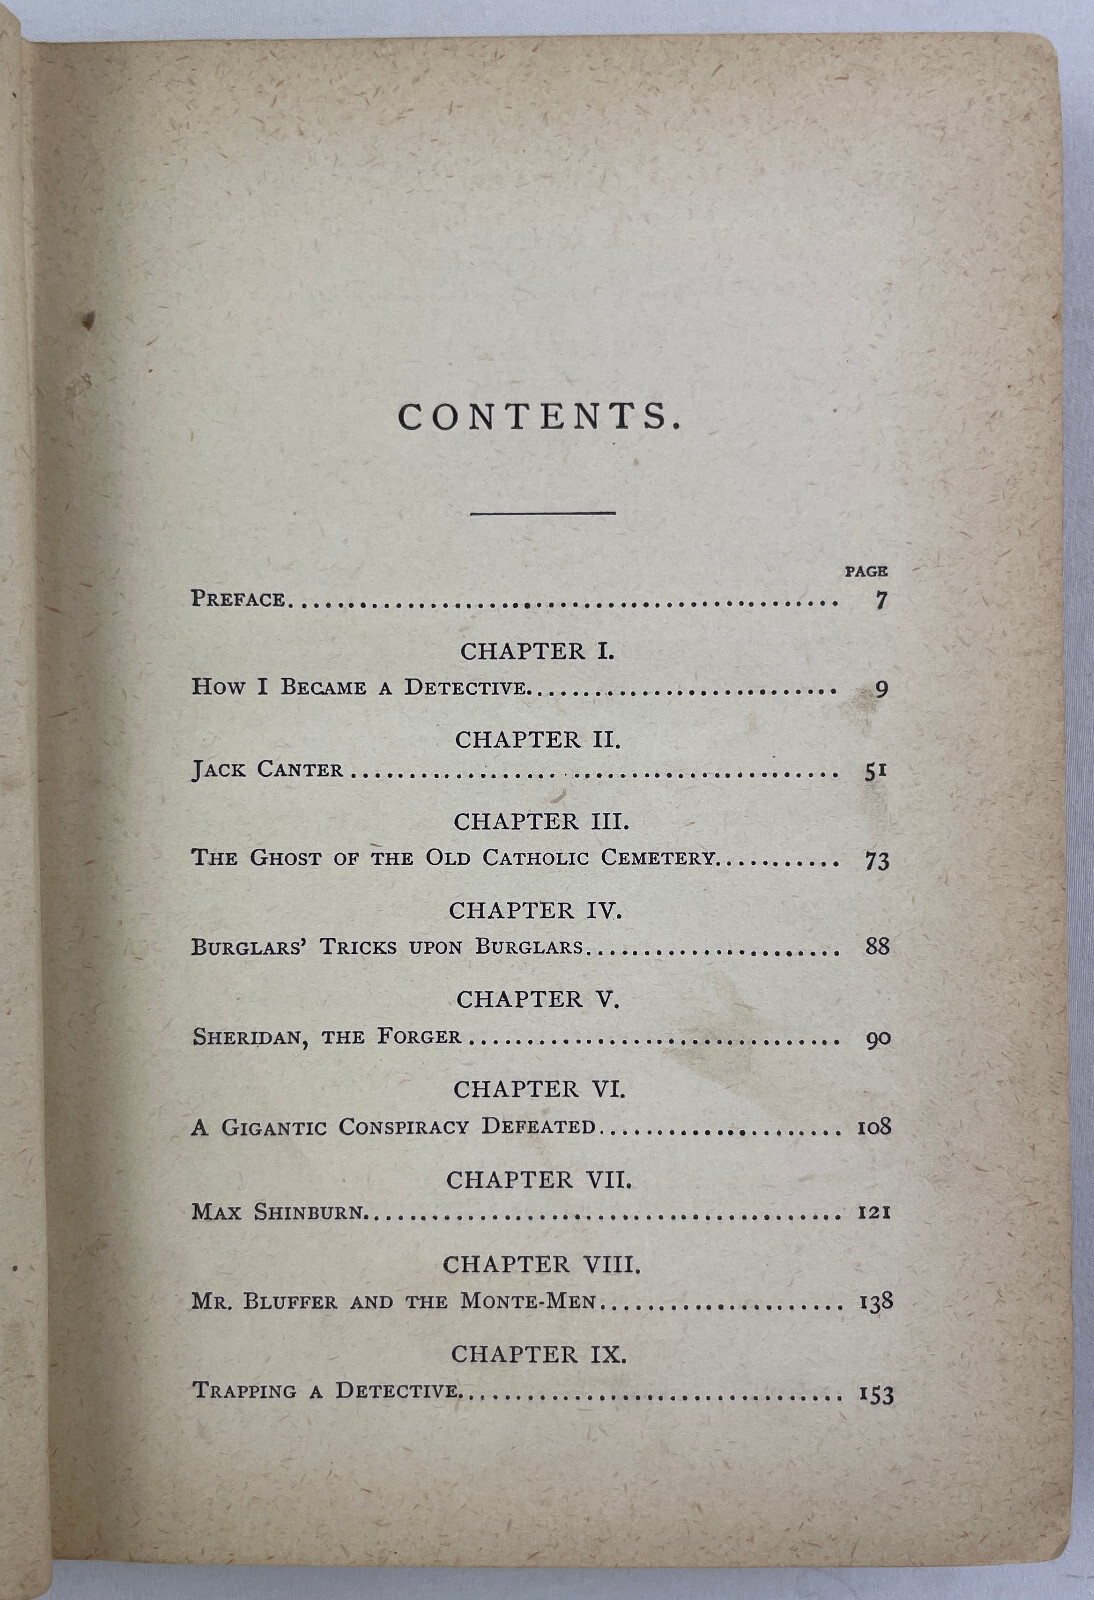 CONTENTS.
PAGE
PREFACE.............................................. 7
CHAPTER I.
HOW I BECAME A DETECTIVE.......................... 9
CHAPTER II.
JACK CANTER......................................... 51
CHAPTER III.
THE GHOST OF THE OLD CATHOLIC CEMETERY........... 73
CHAPTER IV.
BURGLARS' TRICKS UPON BURGLARS...................... 88
CHAPTER V.
SHERIDAN, THE FORGER................................ 90
CHAPTER VI.
A GIGANTIC CONSPIRACY DEFEATED..................... 108
CHAPTER VII.
MAX SHINBURN......................................... 121
CHAPTER VIII.
MR. BLUFFER AND THE MONTE-MEN..................... 138
CHAPTER IX.
TRAPPING A DETECTIVE................................. 153